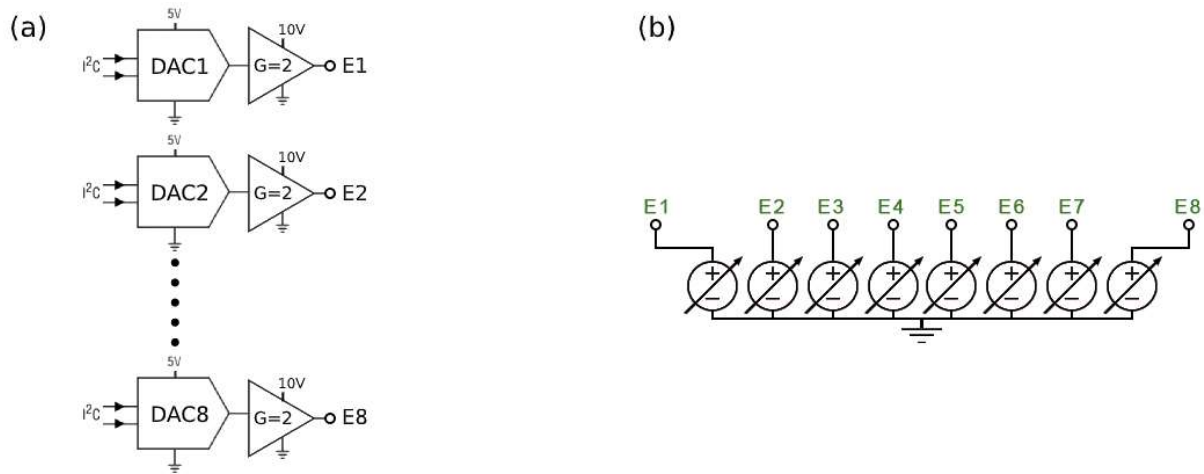 (a)
5V
10V
I²C
DAC1
G=2
E1
5V
10V
I²C
DAC2
G=2
E2
5V
10V
I²C
DAC8
G=2
E8
(b)
E1 E2 E3 E4 E5 E6 E7 E8